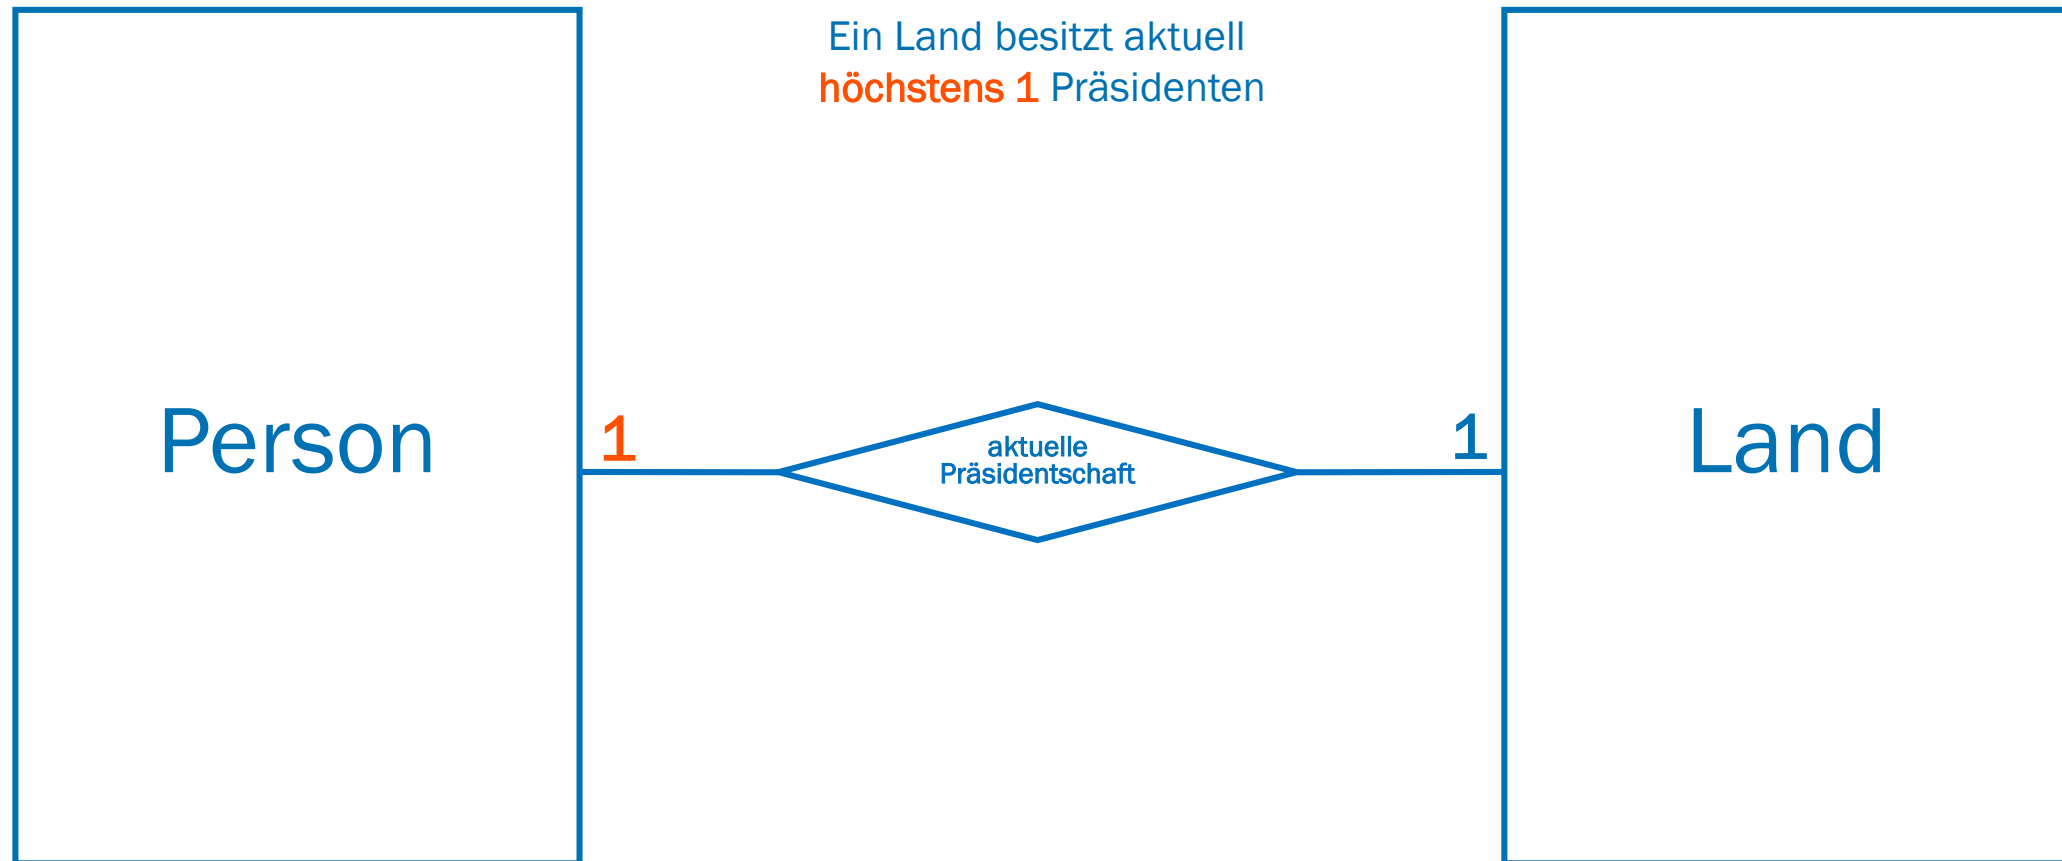 Ein Land besitzt aktuell
höchstens 1 Präsidenten
Person
1
aktuelle
Präsidentschaft
1
Land